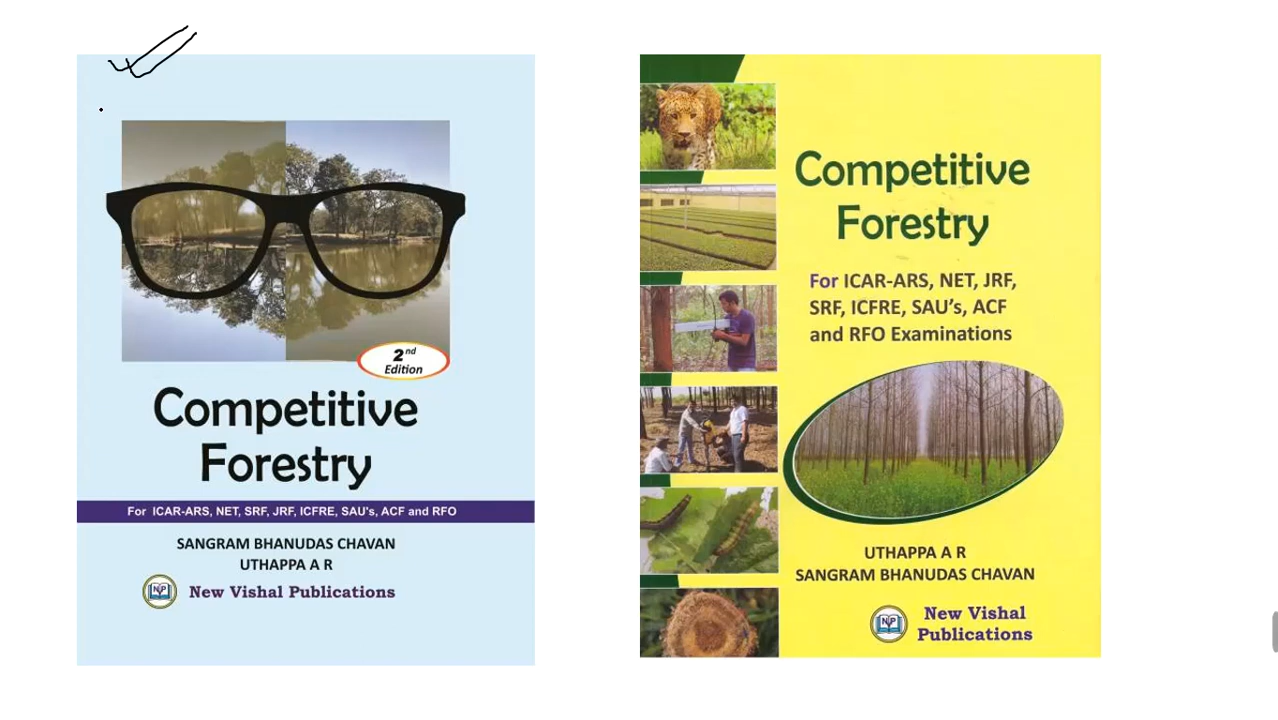 2nd
Edition
Competitive
Forestry
For ICAR-ARS, NET, SRF, JRF, ICFRE, SAU's, ACF and RFO
SANGRAM BHANUDAS CHAVAN
UTHAPPA A R
NVP
New Vishal Publications
Competitive
Forestry
For ICAR-ARS, NET, JRF,
SRF, ICFRE, SAU's, ACF
and RFO Examinations
UTHAPPA A R
SANGRAM BHANUDAS CHAVAN
NVP
New Vishal
Publications